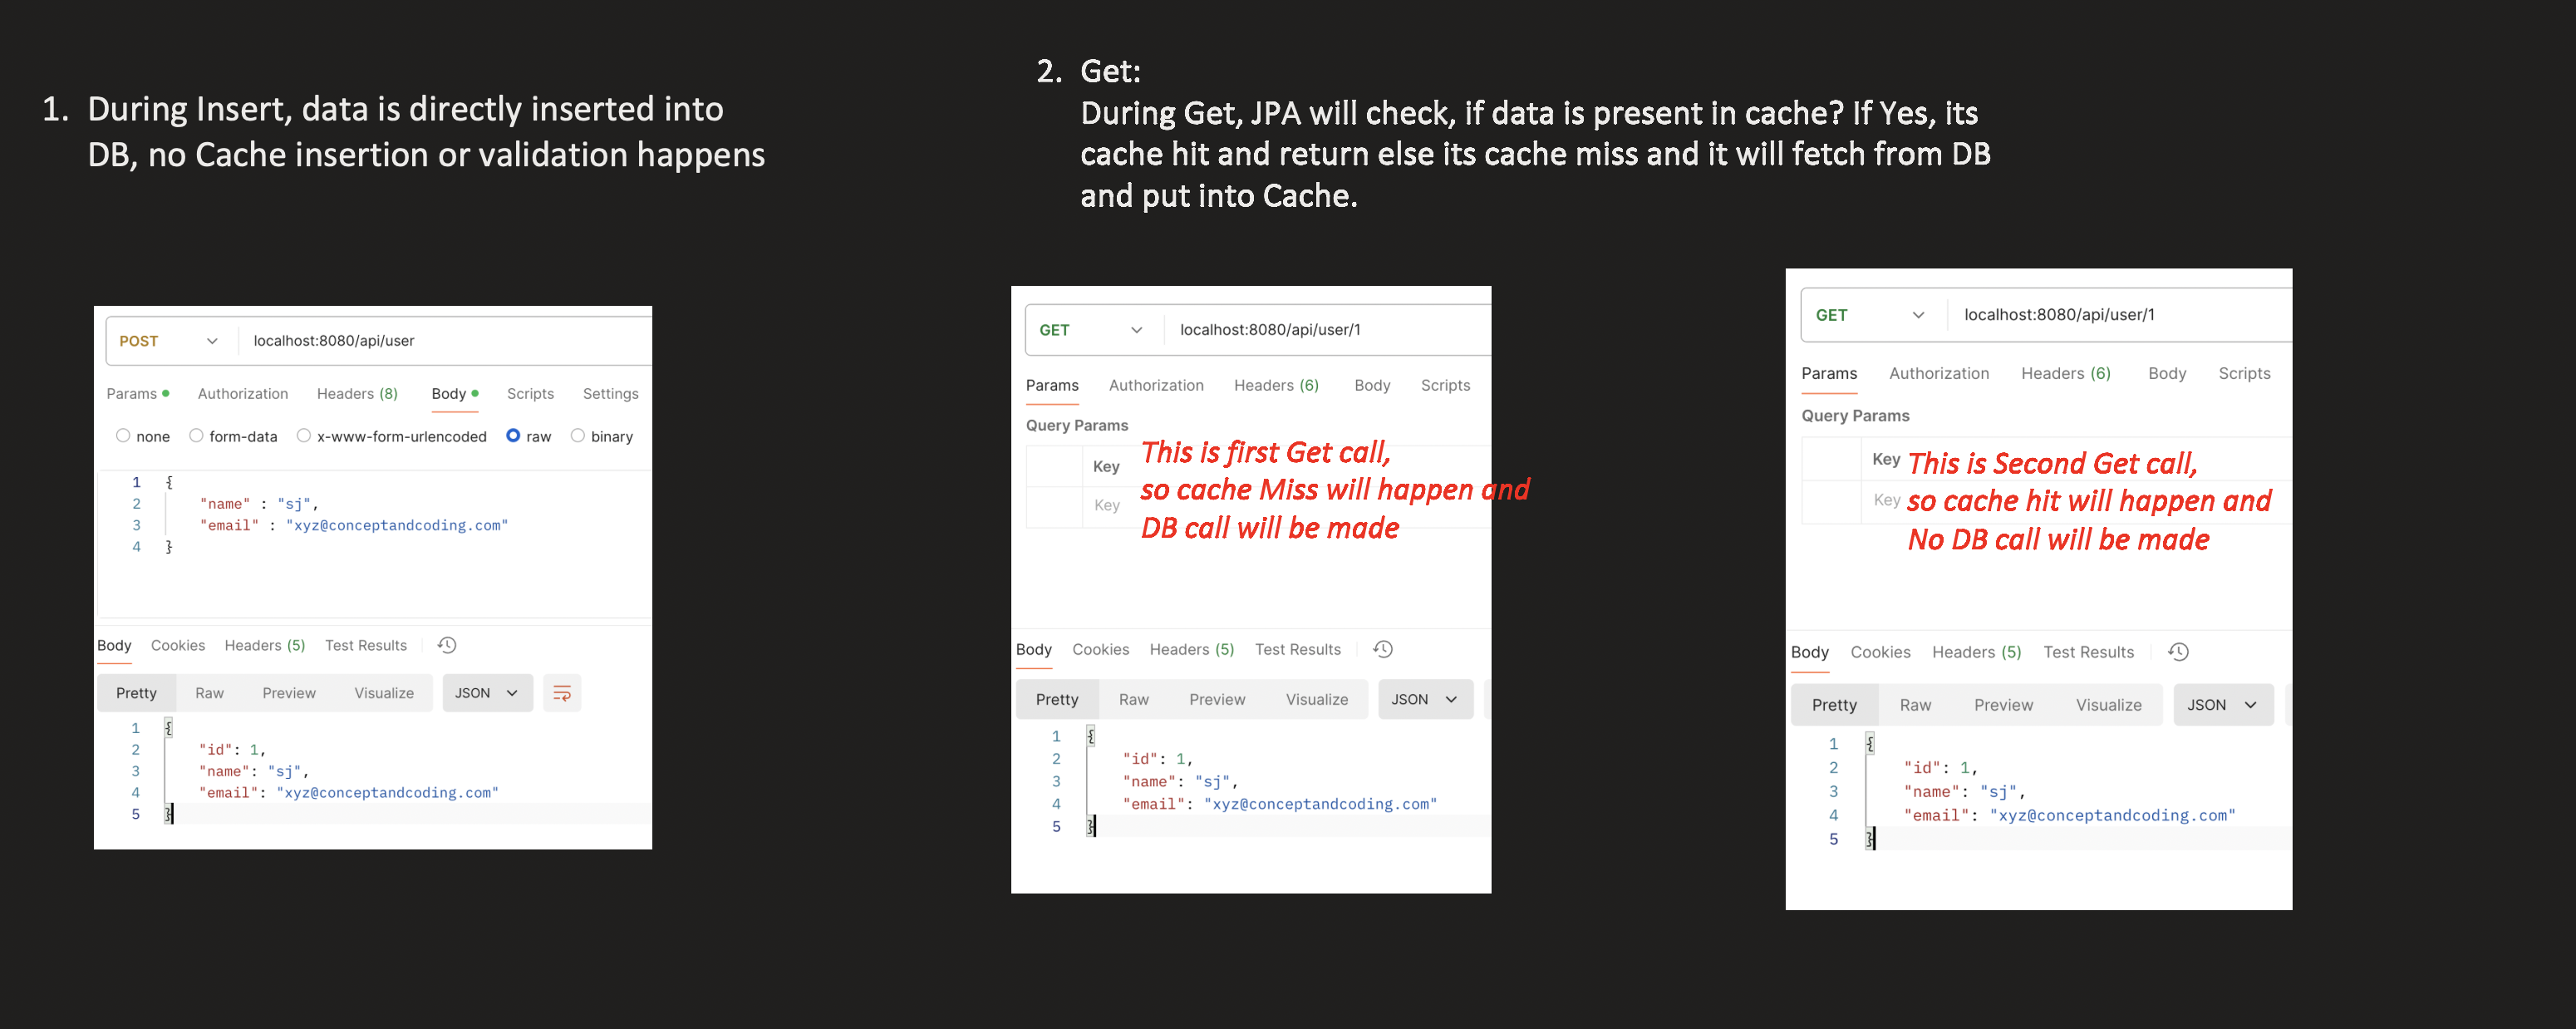 1. During Insert, data is directly inserted into
DB, no Cache insertion or validation happens
2. Get:
During Get, JPA will check, if data is present in cache? If Yes, its
cache hit and return else its cache miss and it will fetch from DB
and put into Cache.
POST localhost:8080/api/user
Params Authorization Headers (8) Body Scripts Settings
none form-data x-www-form-urlencoded raw binary
1 {
2 "name" : "sj",
3 "email" : "xyz@conceptandcoding.com"
4 }
Body Cookies Headers (5) Test Results
Pretty Raw Preview Visualize JSON
1 {
2 "id": 1,
3 "name": "sj",
4 "email": "xyz@conceptandcoding.com"
5 }
GET localhost:8080/api/user/1
Params Authorization Headers (6) Body Scripts
Query Params
Key
Key
This is first Get call,
so cache Miss will happen and
DB call will be made
Body Cookies Headers (5) Test Results
Pretty Raw Preview Visualize JSON
1 {
2 "id": 1,
3 "name": "sj",
4 "email": "xyz@conceptandcoding.com"
5 }
GET localhost:8080/api/user/1
Params Authorization Headers (6) Body Scripts
Query Params
Key
Key
This is Second Get call,
so cache hit will happen and
No DB call will be made
Body Cookies Headers (5) Test Results
Pretty Raw Preview Visualize JSON
1 {
2 "id": 1,
3 "name": "sj",
4 "email": "xyz@conceptandcoding.com"
5 }